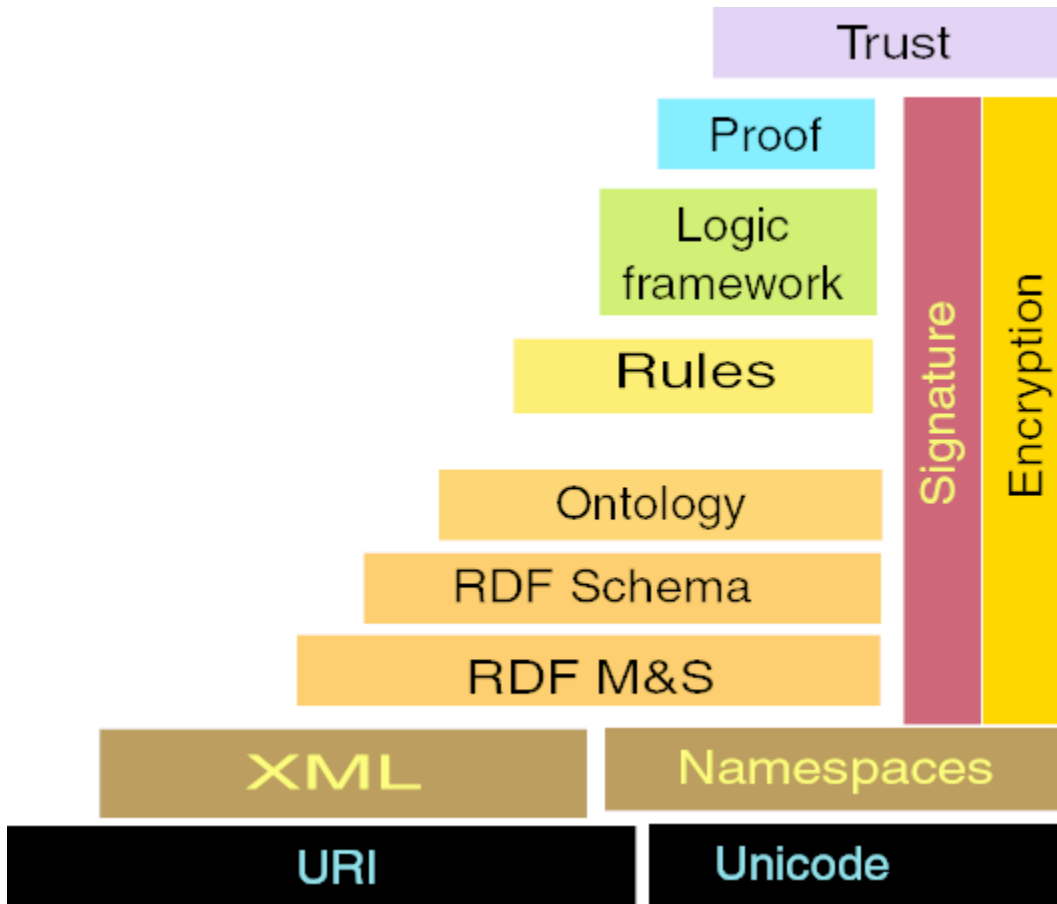 Trust
Proof
Logic
framework
Rules
Ontology
RDF Schema
RDF M&S
Signature
Encryption
XML
Namespaces
URI
Unicode